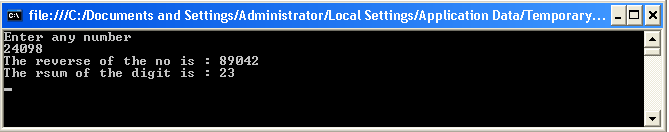 file:///C:/Documents and Settings/Administrator/Local Settings/Application Data/Temporary...
Enter any number
24098
The reverse of the no is : 89042
The rsum of the digit is : 23